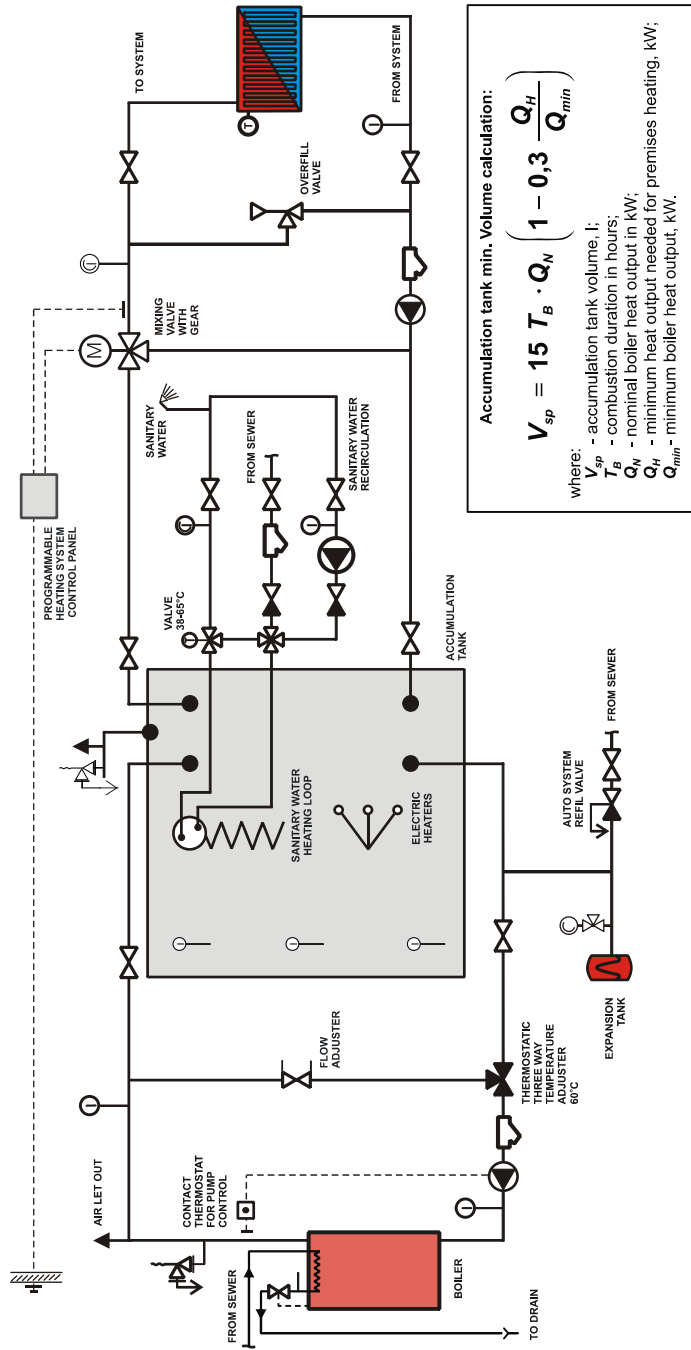 AIR LET OUT
CONTACT
THERMOSTAT
FOR PUMP
CONTROL
FROM SEWER
BOILER
TO DRAIN
FLOW
ADJUSTER
THERMOSTATIC
THREE WAY
TEMPERATURE
ADJUSTER
60°C
EXPANSION
TANK
AUTO SYSTEM
REFIL VALVE
FROM SEWER
SANITARY WATER
HEATING LOOP
ELECTRIC
HEATERS
ACCUMULATION
TANK
PROGRAMMABLE
HEATING SYSTEM
CONTROL PANEL
VALVE
38-65°C
SANITARY
WATER
FROM SEWER
SANITARY WATER
RECIRCULATION
M
MIXING
VALVE
WITH
GEAR
OVERFILL
VALVE
T
TO SYSTEM
FROM SYSTEM
Accumulation tank min. Volume calculation:
V_sp = 15 T_B · Q_N ( 1 – 0,3 Q_H / Q_min )
where:
V_sp - accumulation tank volume, l;
T_B - combustion duration in hours;
Q_N - nominal boiler heat output in kW;
Q_H - minimum heat output needed for premises heating, kW;
Q_min - minimum boiler heat output, kW.